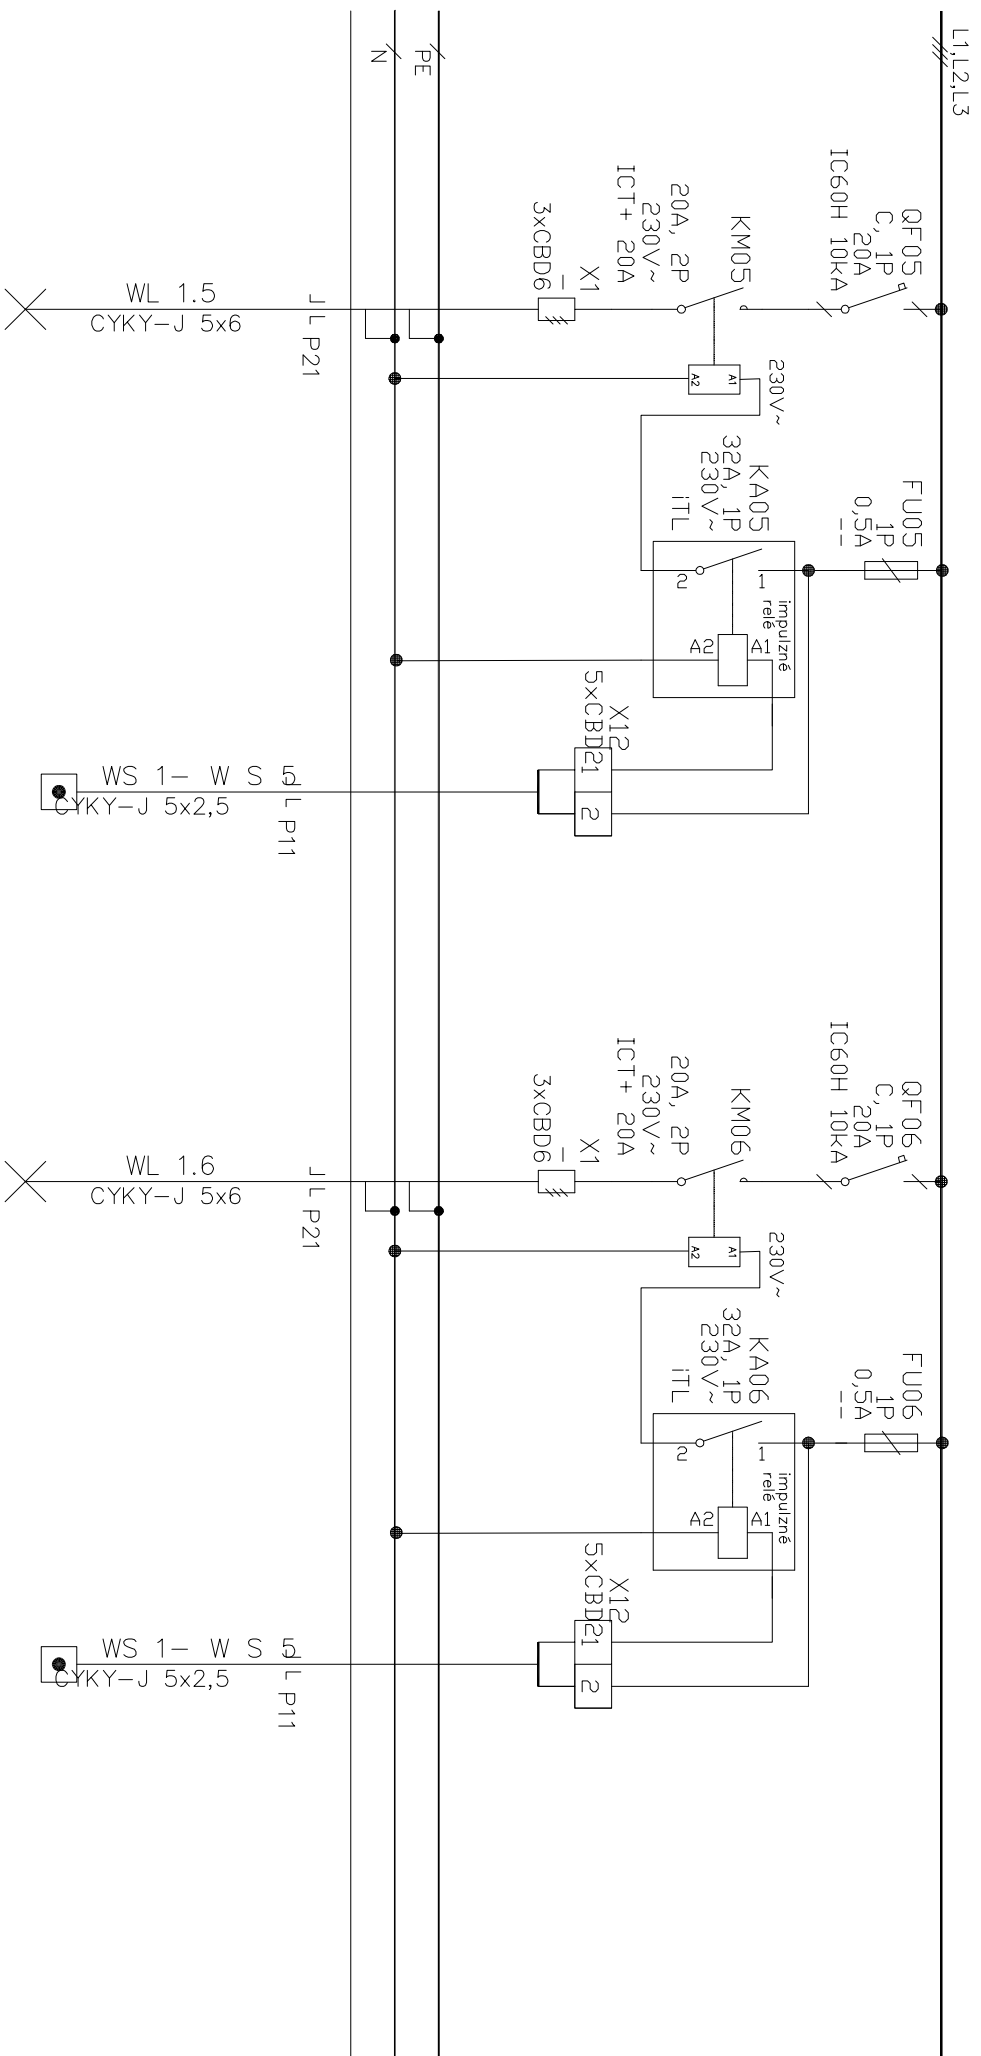 L1,L2,L3
PE
N
QF05
C, 1P
20A
IC60H 10kA
KM05
20A, 2P
230V~
ICT+ 20A
X1
-
3xCBD6
230V~
A1
A2
WL 1.5
CYKY-J 5x6
P21
FU05
1P
0,5A
--
KA05
32A, 1P
230V~
iTL
1
2
impulzné
relé
A1
A2
X12
5xCBD2
1
2
WS 1- W S 5
CYKY-J 5x2,5
P11
QF06
C, 1P
20A
IC60H 10kA
KM06
20A, 2P
230V~
ICT+ 20A
X1
-
3xCBD6
230V~
A1
A2
WL 1.6
CYKY-J 5x6
P21
FU06
1P
0,5A
--
KA06
32A, 1P
230V~
iTL
1
2
impulzné
relé
A1
A2
X12
5xCBD2
1
2
WS 1- W S 5
CYKY-J 5x2,5
P11